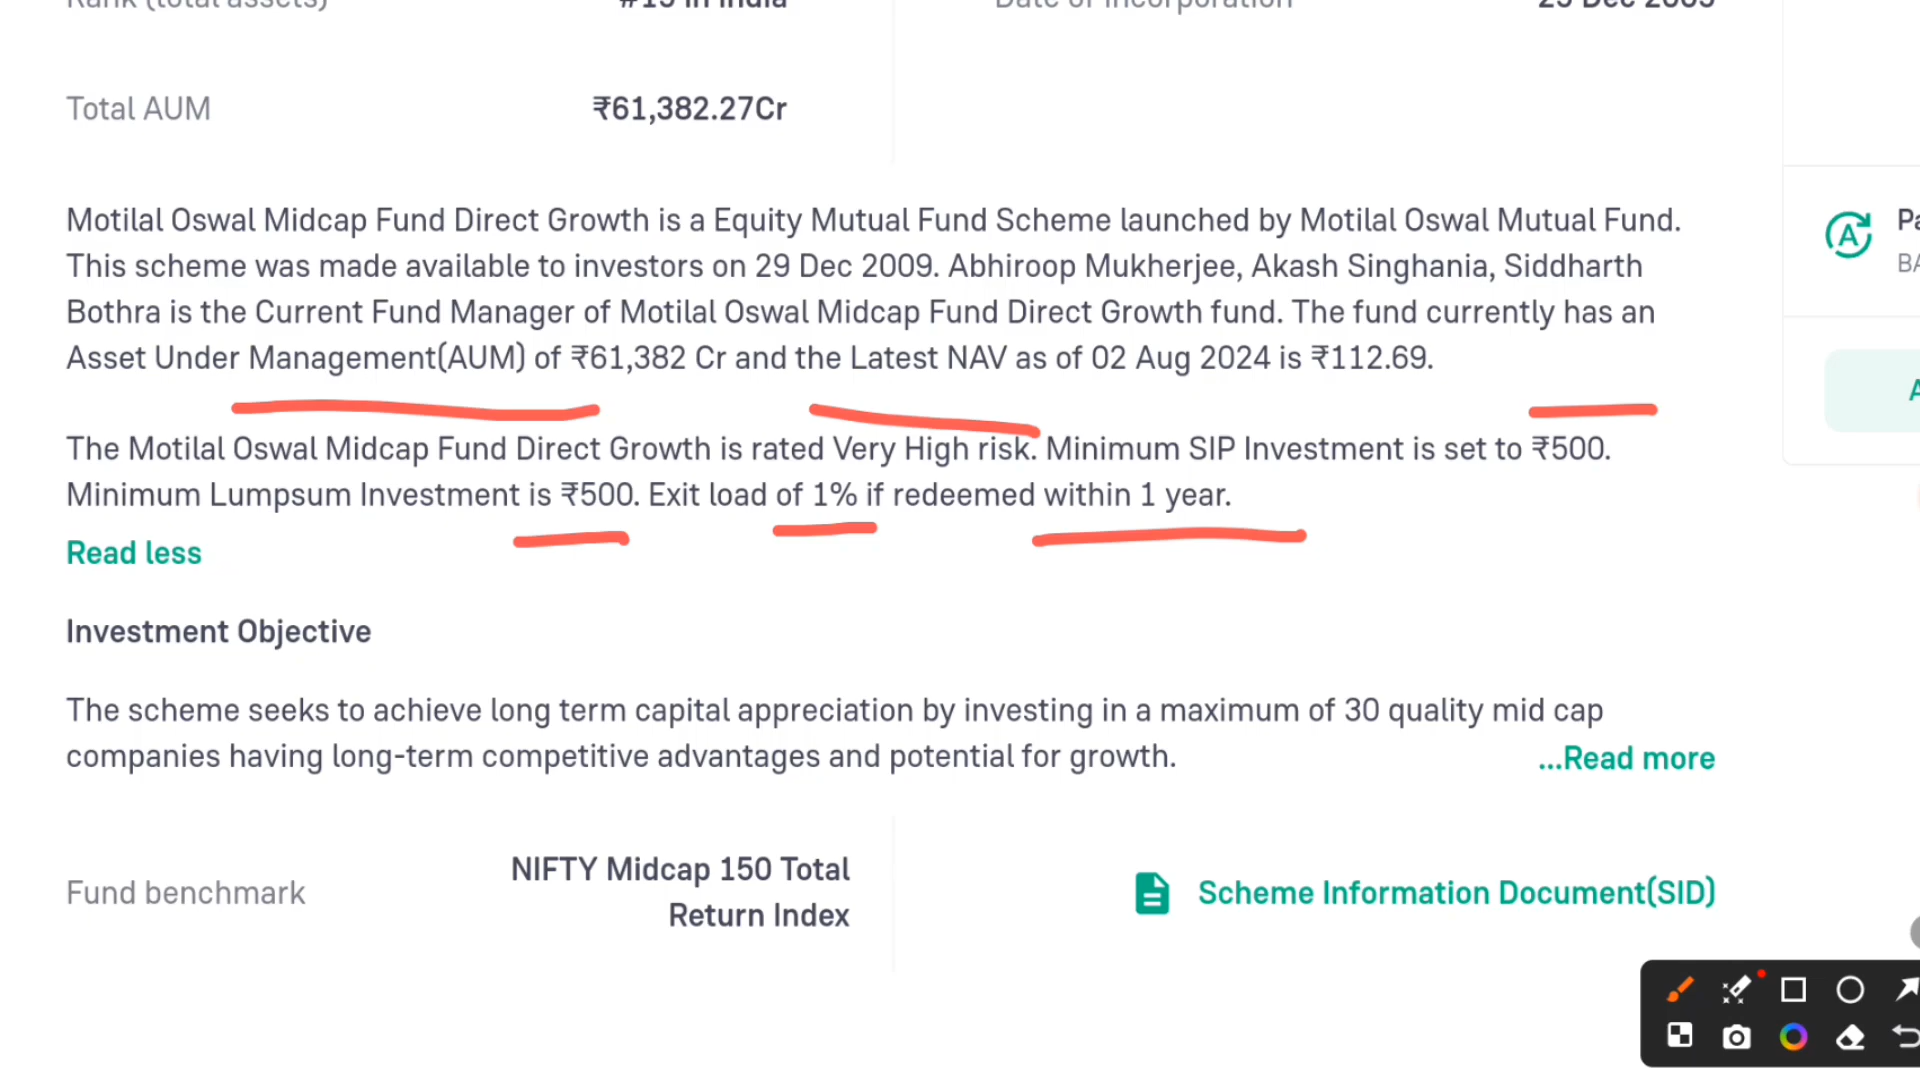 Total AUM ₹61,382.27Cr
Motilal Oswal Midcap Fund Direct Growth is a Equity Mutual Fund Scheme launched by Motilal Oswal Mutual Fund.
This scheme was made available to investors on 29 Dec 2009. Abhiroop Mukherjee, Akash Singhania, Siddharth
Bothra is the Current Fund Manager of Motilal Oswal Midcap Fund Direct Growth fund. The fund currently has an
Asset Under Management(AUM) of ₹61,382 Cr and the Latest NAV as of 02 Aug 2024 is ₹112.69.
The Motilal Oswal Midcap Fund Direct Growth is rated Very High risk. Minimum SIP Investment is set to ₹500.
Minimum Lumpsum Investment is ₹500. Exit load of 1% if redeemed within 1 year.
Read less
Investment Objective
The scheme seeks to achieve long term capital appreciation by investing in a maximum of 30 quality mid cap
companies having long-term competitive advantages and potential for growth.
...Read more
Fund benchmark
NIFTY Midcap 150 Total
Return Index
Scheme Information Document(SID)